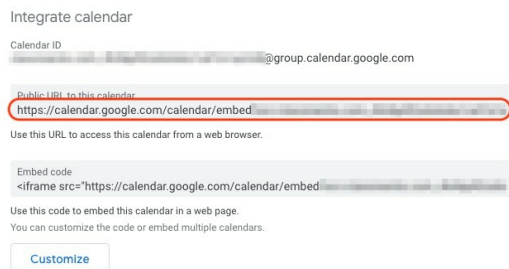 Integrate calendar
Calendar ID
@group.calendar.google.com
Public URL to this calendar
https://calendar.google.com/calendar/embed
Use this URL to access this calendar from a web browser.
Embed code
<iframe src="https://calendar.google.com/calendar/embed
Use this code to embed this calendar in a web page.
You can customize the code or embed multiple calendars.
Customize